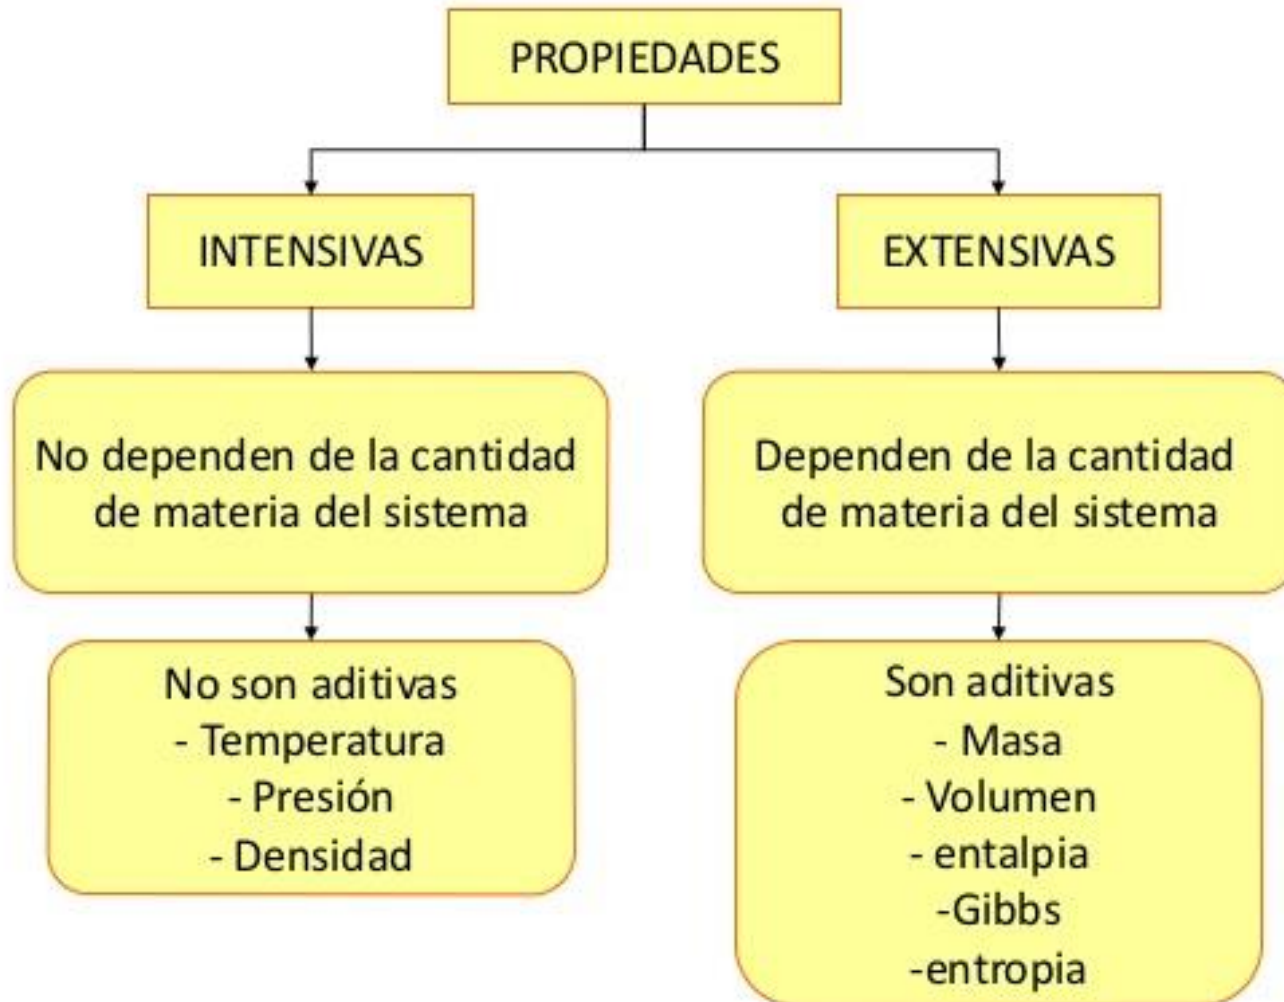 PROPIEDADES
INTENSIVAS
EXTENSIVAS
No dependen de la cantidad
de materia del sistema
Dependen de la cantidad
de materia del sistema
No son aditivas
- Temperatura
- Presión
- Densidad
Son aditivas
- Masa
- Volumen
- entalpia
-Gibbs
-entropia